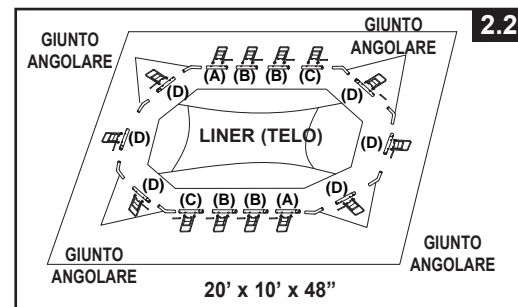 2.2
GIUNTO
ANGOLARE
GIUNTO
ANGOLARE
(A) (B) (B) (C)
(D) (D)
(D) LINER (TELO) (D)
(D) (D)
(C) (B) (B) (A)
GIUNTO
ANGOLARE
GIUNTO
ANGOLARE
20' x 10' x 48”